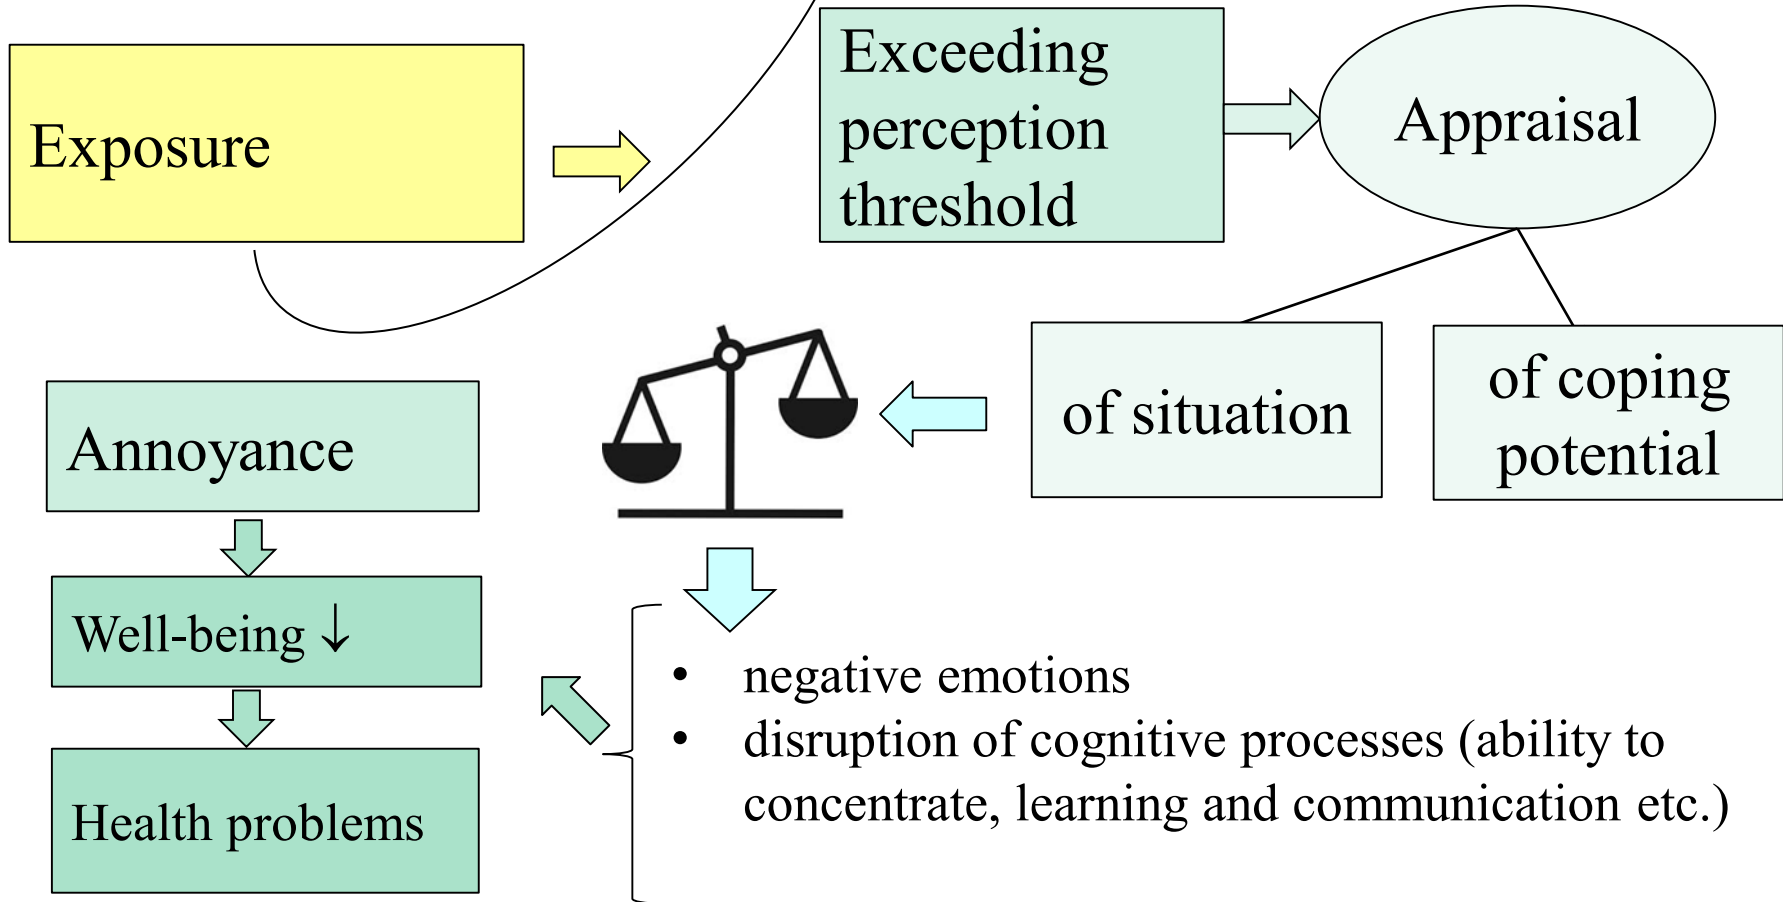 Exposure
Exceeding
perception
threshold
Appraisal
of situation
of coping
potential
Annoyance
Well-being ↓
Health problems
• negative emotions
• disruption of cognitive processes (ability to
concentrate, learning and communication etc.)